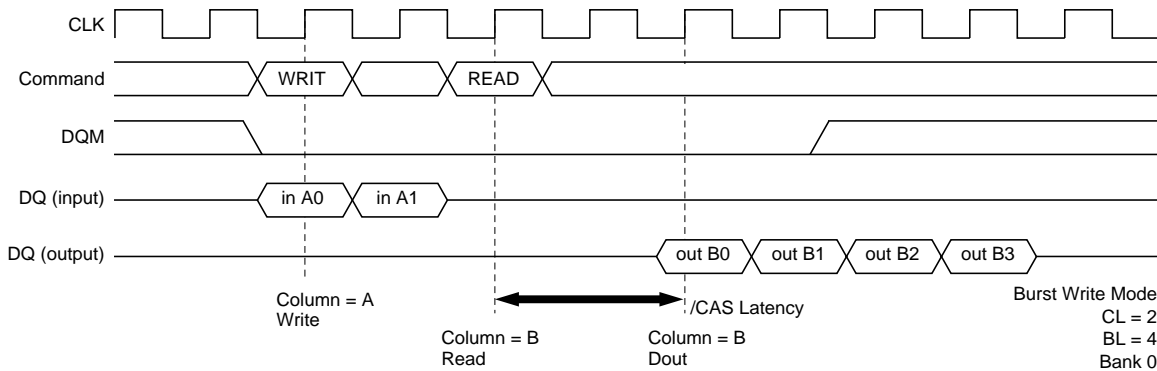 CLK
Command
WRIT
READ
DQM
DQ (input)
in A0
in A1
DQ (output)
out B0
out B1
out B2
out B3
Column = A
Write
/CAS Latency
Column = B
Read
Column = B
Dout
Burst Write Mode
CL = 2
BL = 4
Bank 0